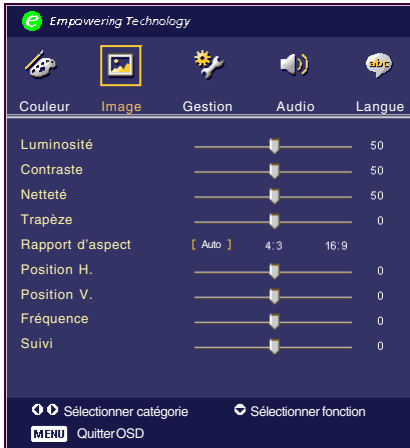 e Empowering Technology
abc
Couleur Image Gestion Audio Langue
Luminosité 50
Contraste 50
Netteté 50
Trapèze 0
Rapport d'aspect [ Auto ] 4:3 16:9
Position H. 0
Position V. 0
Fréquence 0
Suivi 0
Sélectionner catégorie Sélectionner fonction
MENU Quitter OSD